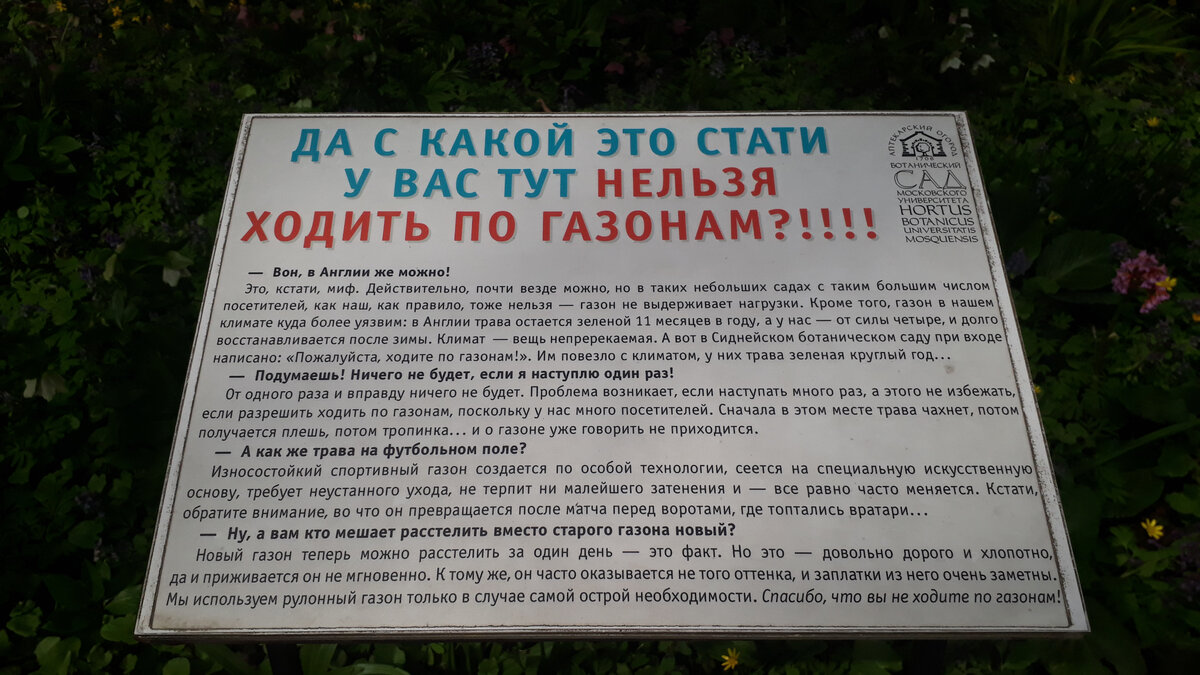 ДА С КАКОЙ ЭТО СТАТИ
У ВАС ТУТ НЕЛЬЗЯ
ХОДИТЬ ПО ГАЗОНАМ?!!!!
АПТЕКАРСКИЙ ОГОРОД
1706
БОТАНИЧЕСКИЙ
САД
МОСКОВСКОГО
УНИВЕРСИТЕТА
HORTUS
BOTANICUS
UNIVERSITATIS
MOSQUENSIS
— Вон, в Англии же можно!
Это, кстати, миф. Действительно, почти везде можно, но в таких небольших садах с таким большим числом
посетителей, как наш, как правило, тоже нельзя — газон не выдерживает нагрузки. Кроме того, газон в нашем
климате куда более уязвим: в Англии трава остается зеленой 11 месяцев в году, а у нас — от силы четыре, и долго
восстанавливается после зимы. Климат — вещь непререкаемая. А вот в Сиднейском ботаническом саду при входе
написано: «Пожалуйста, ходите по газонам!». Им повезло с климатом, у них трава зеленая круглый год...
— Подумаешь! Ничего не будет, если я наступлю один раз!
От одного раза и вправду ничего не будет. Проблема возникает, если наступать много раз, а этого не избежать,
если разрешить ходить по газонам, поскольку у нас много посетителей. Сначала в этом месте трава чахнет, потом
получается плешь, потом тропинка... и о газоне уже говорить не приходится.
— А как же трава на футбольном поле?
Износостойкий спортивный газон создается по особой технологии, сеется на специальную искусственную
основу, требует неустанного ухода, не терпит ни малейшего затенения и — все равно часто меняется. Кстати,
обратите внимание, во что он превращается после матча перед воротами, где топтались вратари...
— Ну, а вам кто мешает расстелить вместо старого газона новый?
Новый газон теперь можно расстелить за один день — это факт. Но это — довольно дорого и хлопотно,
да и приживается он не мгновенно. К тому же, он часто оказывается не того оттенка, и заплатки из него очень заметны.
Мы используем рулонный газон только в случае самой острой необходимости. Спасибо, что вы не ходите по газонам!